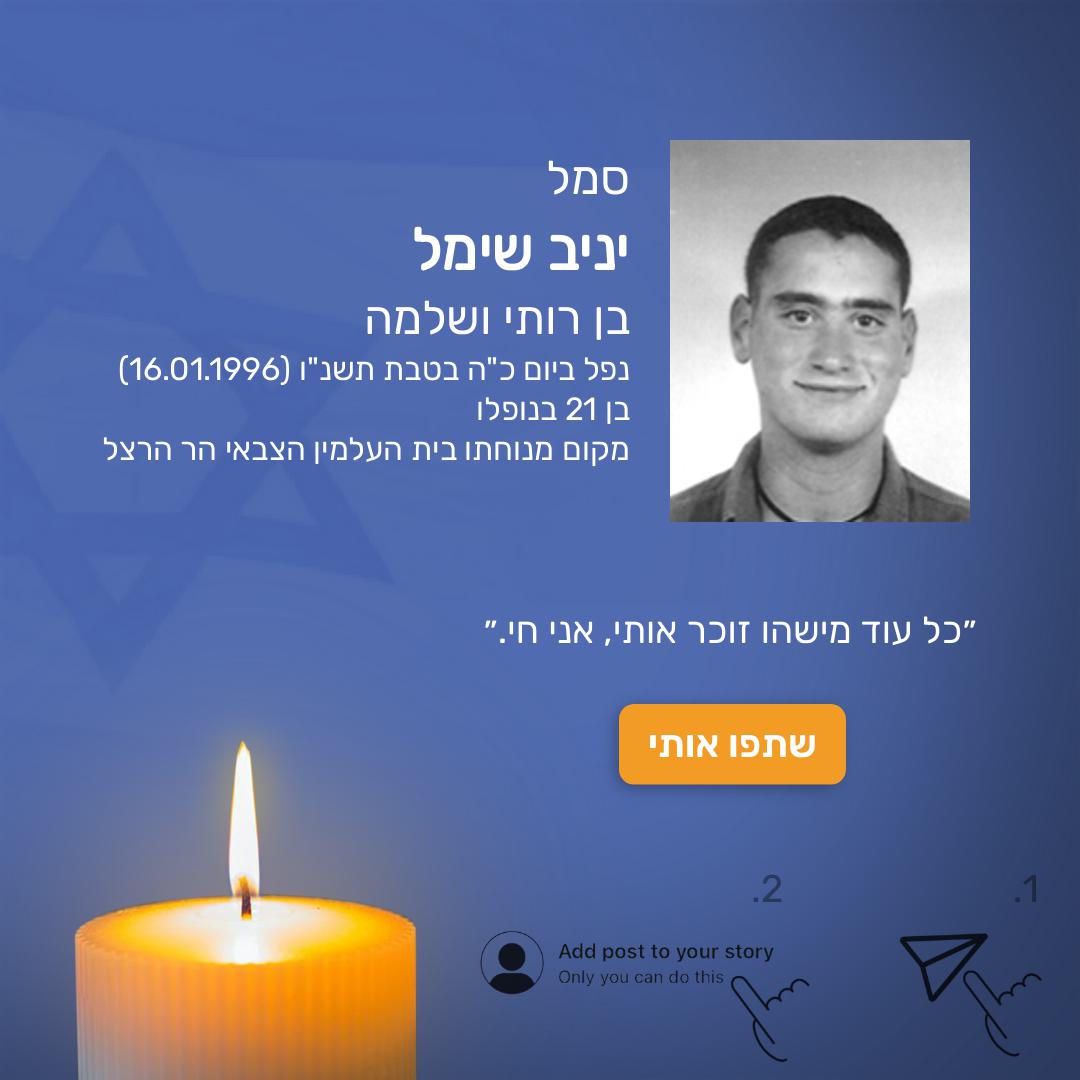 סמל
יניב שימל
בן רותי ושלמה
נפל ביום כ"ה בטבת תשנ"ו (16.01.1996)
בן 21 בנופלו
מקום מנוחתו בית העלמין הצבאי הר הרצל
״כל עוד מישהו זוכר אותי, אני חי.״
שתפו אותי
1.
2.
Add post to your story
Only you can do this